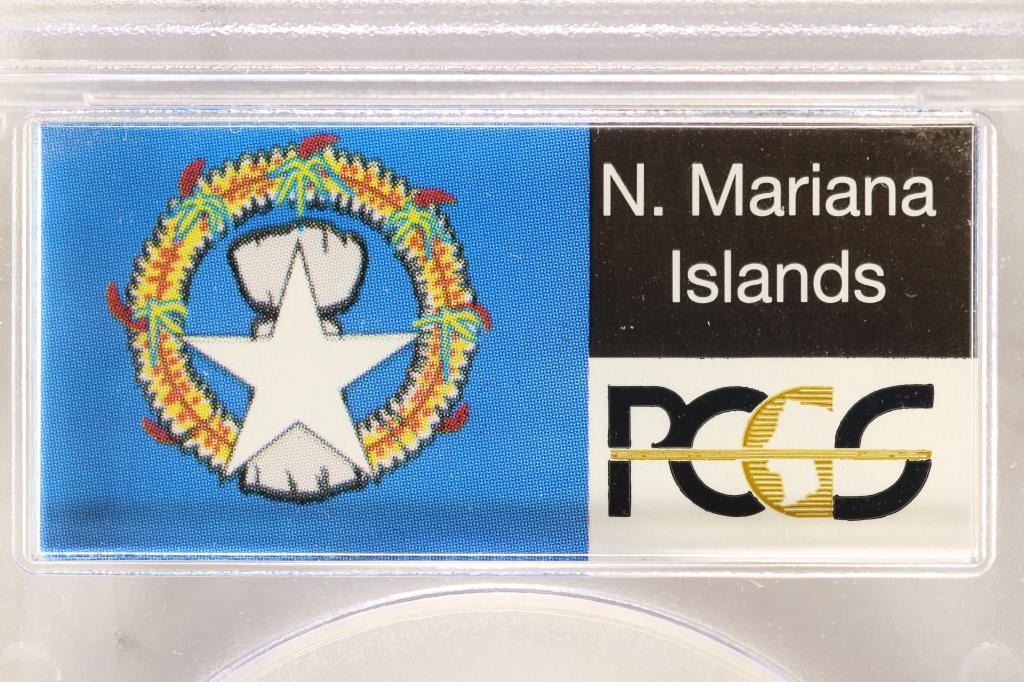 N. Mariana
Islands
PCGS